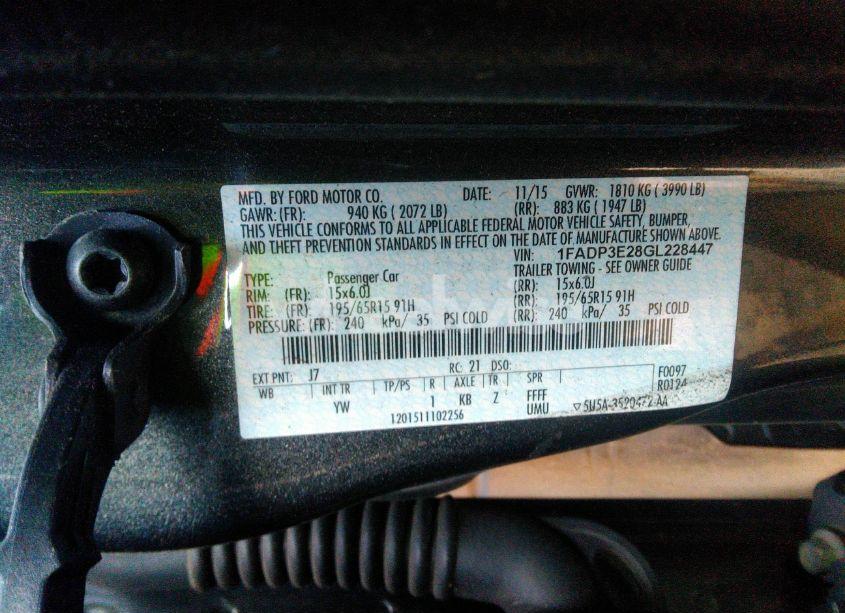 MFD. BY FORD MOTOR CO. DATE: 11/15 GVWR: 1810 KG ( 3990 LB)
GAWR: (FR): 940 KG ( 2072 LB) (RR): 883 KG ( 1947 LB)
THIS VEHICLE CONFORMS TO ALL APPLICABLE FEDERAL MOTOR VEHICLE SAFETY, BUMPER,
AND THEFT PREVENTION STANDARDS IN EFFECT ON THE DATE OF MANUFACTURE SHOWN ABOVE.
VIN: 1FADP3E28GL228447
TYPE: Passenger Car TRAILER TOWING - SEE OWNER GUIDE
RIM: (FR): 15x6.0J (RR): 15x6.0J
TIRE: (FR): 195/65R15 91H (RR): 195/65R15 91H
PRESSURE: (FR): 240 kPa/ 35 PSI COLD (RR): 240 kPa/ 35 PSI COLD
EXT PNT: J7 RC: 21 DSO: F0097
WB INT TR TP/PS R AXLE TR SPR R0124
YW 1 KB Z FFFF
1201511102256 UMU ▽5U5A-3520472-AA